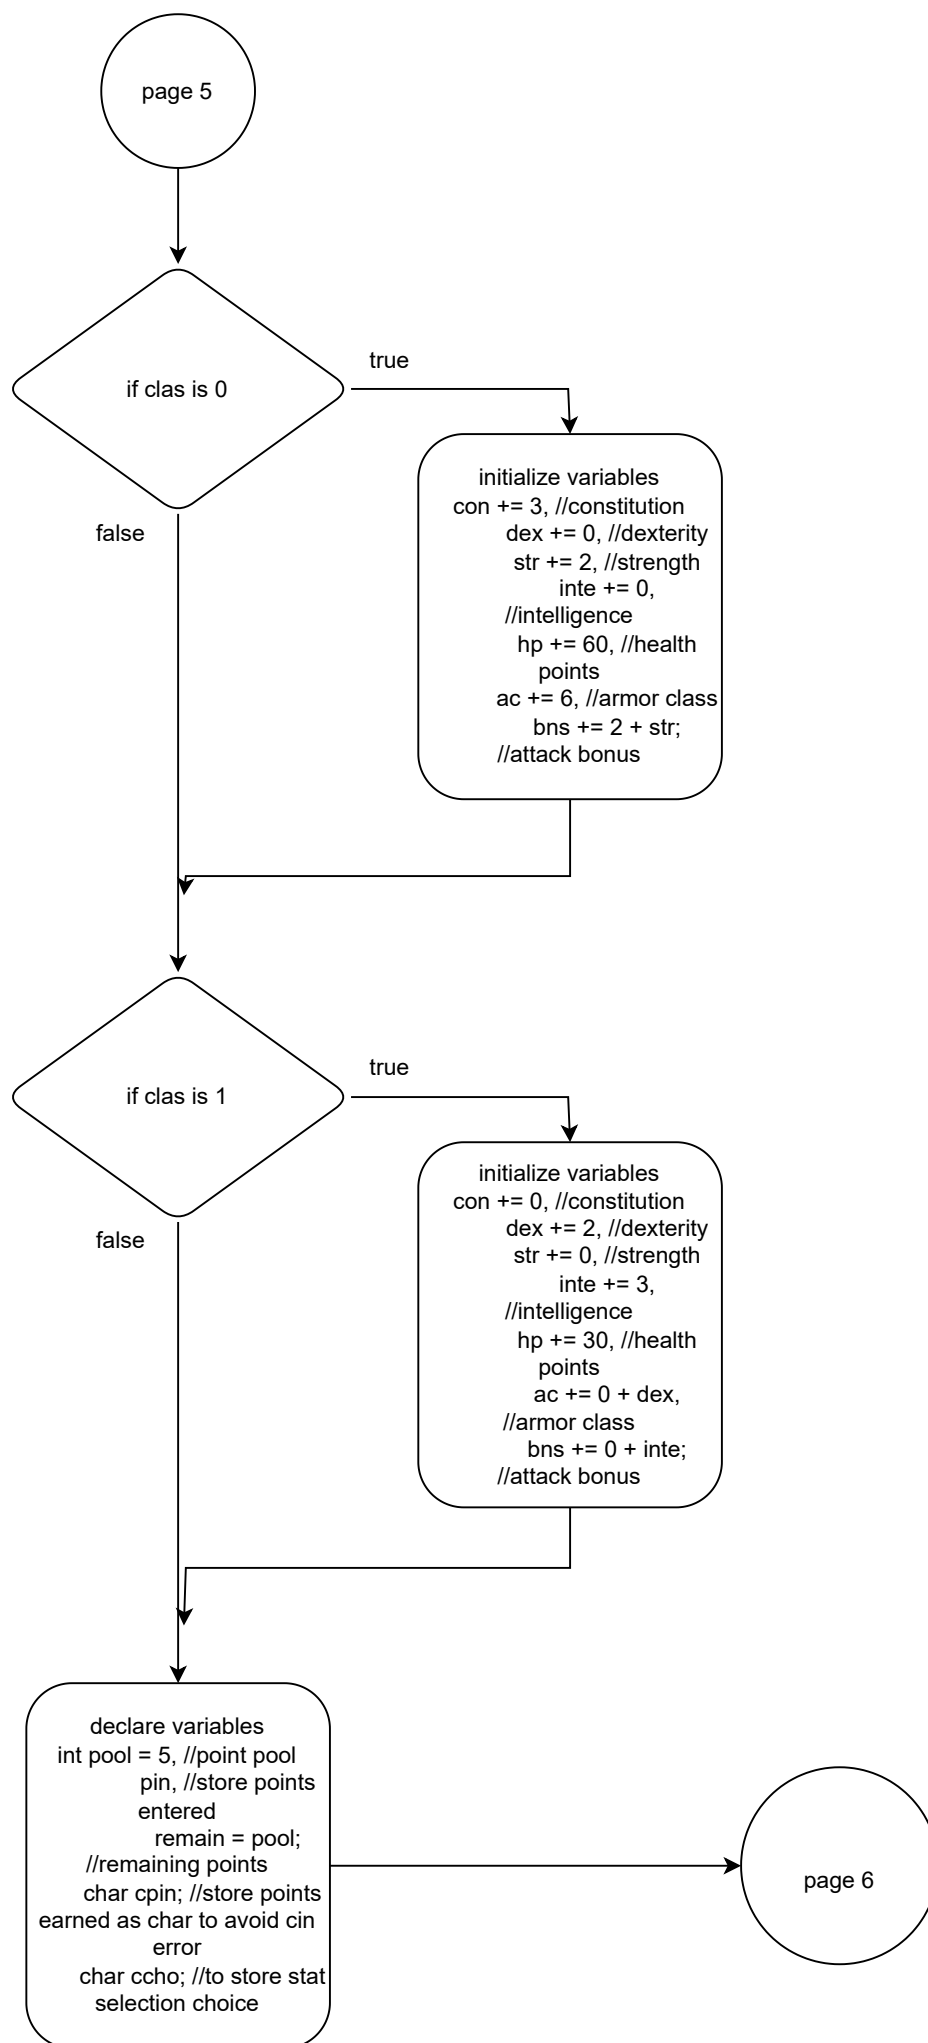 page 5
true
if clas is 0
false
initialize variables
con += 3, //constitution
dex += 0, //dexterity
str += 2, //strength
inte += 0,
//intelligence
hp += 60, //health
points
ac += 6, //armor class
bns += 2 + str;
//attack bonus
true
if clas is 1
false
initialize variables
con += 0, //constitution
dex += 2, //dexterity
str += 0, //strength
inte += 3,
//intelligence
hp += 30, //health
points
ac += 0 + dex,
//armor class
bns += 0 + inte;
//attack bonus
declare variables
int pool = 5, //point pool
pin, //store points
entered
remain = pool;
//remaining points
char cpin; //store points
earned as char to avoid cin
error
char ccho; //to store stat
selection choice
page 6